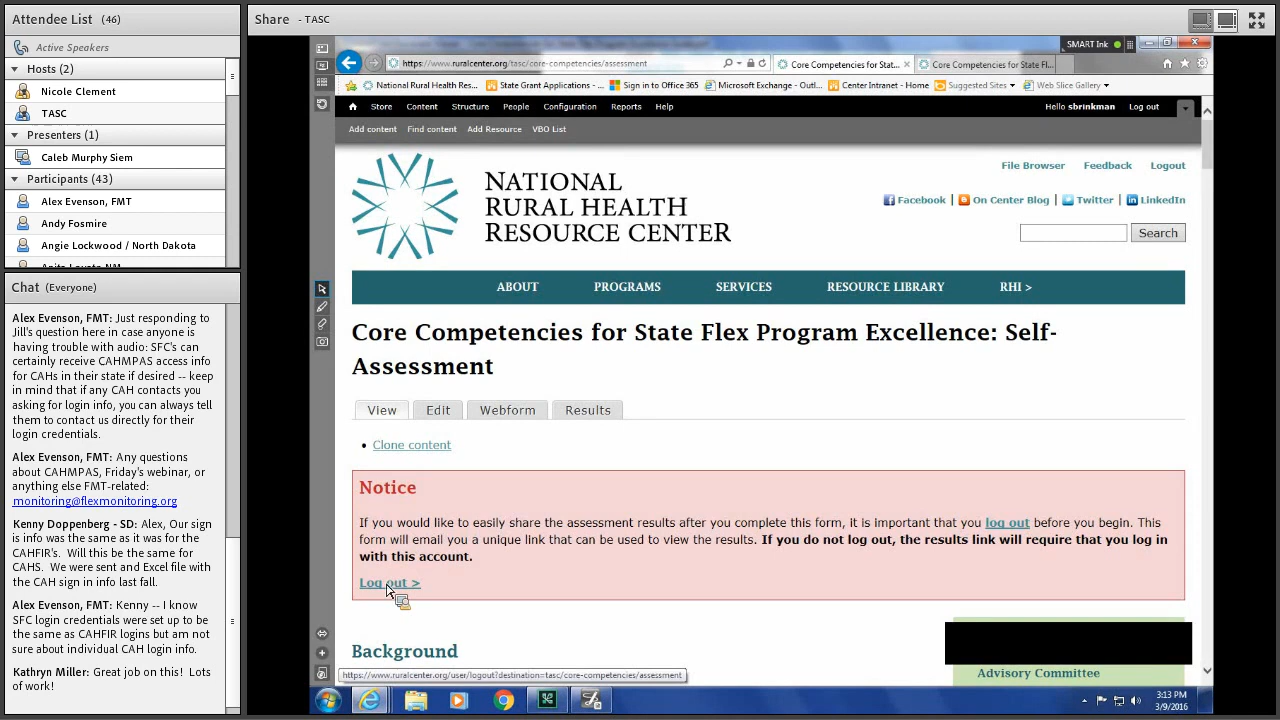 Attendee List (46)
Active Speakers
Hosts (2)
Nicole Clement
TASC
Presenters (1)
Caleb Murphy Siem
Participants (43)
Alex Evenson, FMT
Andy Fosmire
Angie Lockwood / North Dakota
Chat (Everyone)
Alex Evenson, FMT: Just responding to
Jill's question here in case anyone is
having trouble with audio: SFC's can
certainly receive CAHMPAS access info
for CAHs in their state if desired -- keep
in mind that if any CAH contacts you
asking for login info, you can always tell
them to contact us directly for their
login credentials.
Alex Evenson, FMT: Any questions
about CAHMPAS, Friday's webinar, or
anything else FMT-related:
monitoring@flexmonitoring.org
Kenny Doppenberg - SD: Alex, Our sign
is info was the same as it was for the
CAHFIR's. Will this be the same for
CAHS. We were sent and Excel file with
the CAH sign in info last fall.
Alex Evenson, FMT: Kenny -- I know
SFC login credentials were set up to be
the same as CAHFIR logins but am not
sure about individual CAH login info.
Kathryn Miller: Great job on this! Lots
of work!
Share - TASC
SMART Ink
https://www.ruralcenter.org/tasc/core-competencies/assessment
Core Competencies for Stat...
Core Competencies for State Fl...
National Rural Health Res...
State Grant Applications - ...
Sign in to Office 365
Microsoft Exchange - Outl...
Center Intranet - Home
Suggested Sites
Web Slice Gallery
Store Content Structure People Configuration Reports Help
Hello sbrinkman Log out
Add content Find content Add Resource VBO List
File Browser Feedback Logout
NATIONAL
RURAL HEALTH
RESOURCE CENTER
Facebook | On Center Blog | Twitter | LinkedIn
Search
ABOUT PROGRAMS SERVICES RESOURCE LIBRARY RHI >
Core Competencies for State Flex Program Excellence: Self-
Assessment
View Edit Webform Results
• Clone content
Notice
If you would like to easily share the assessment results after you complete this form, it is important that you log out before you begin. This
form will email you a unique link that can be used to view the results. If you do not log out, the results link will require that you log in
with this account.
Log out >
Background
Advisory Committee
https://www.ruralcenter.org/user/logout?destination=tasc/core-competencies/assessment
3:13 PM
3/9/2016